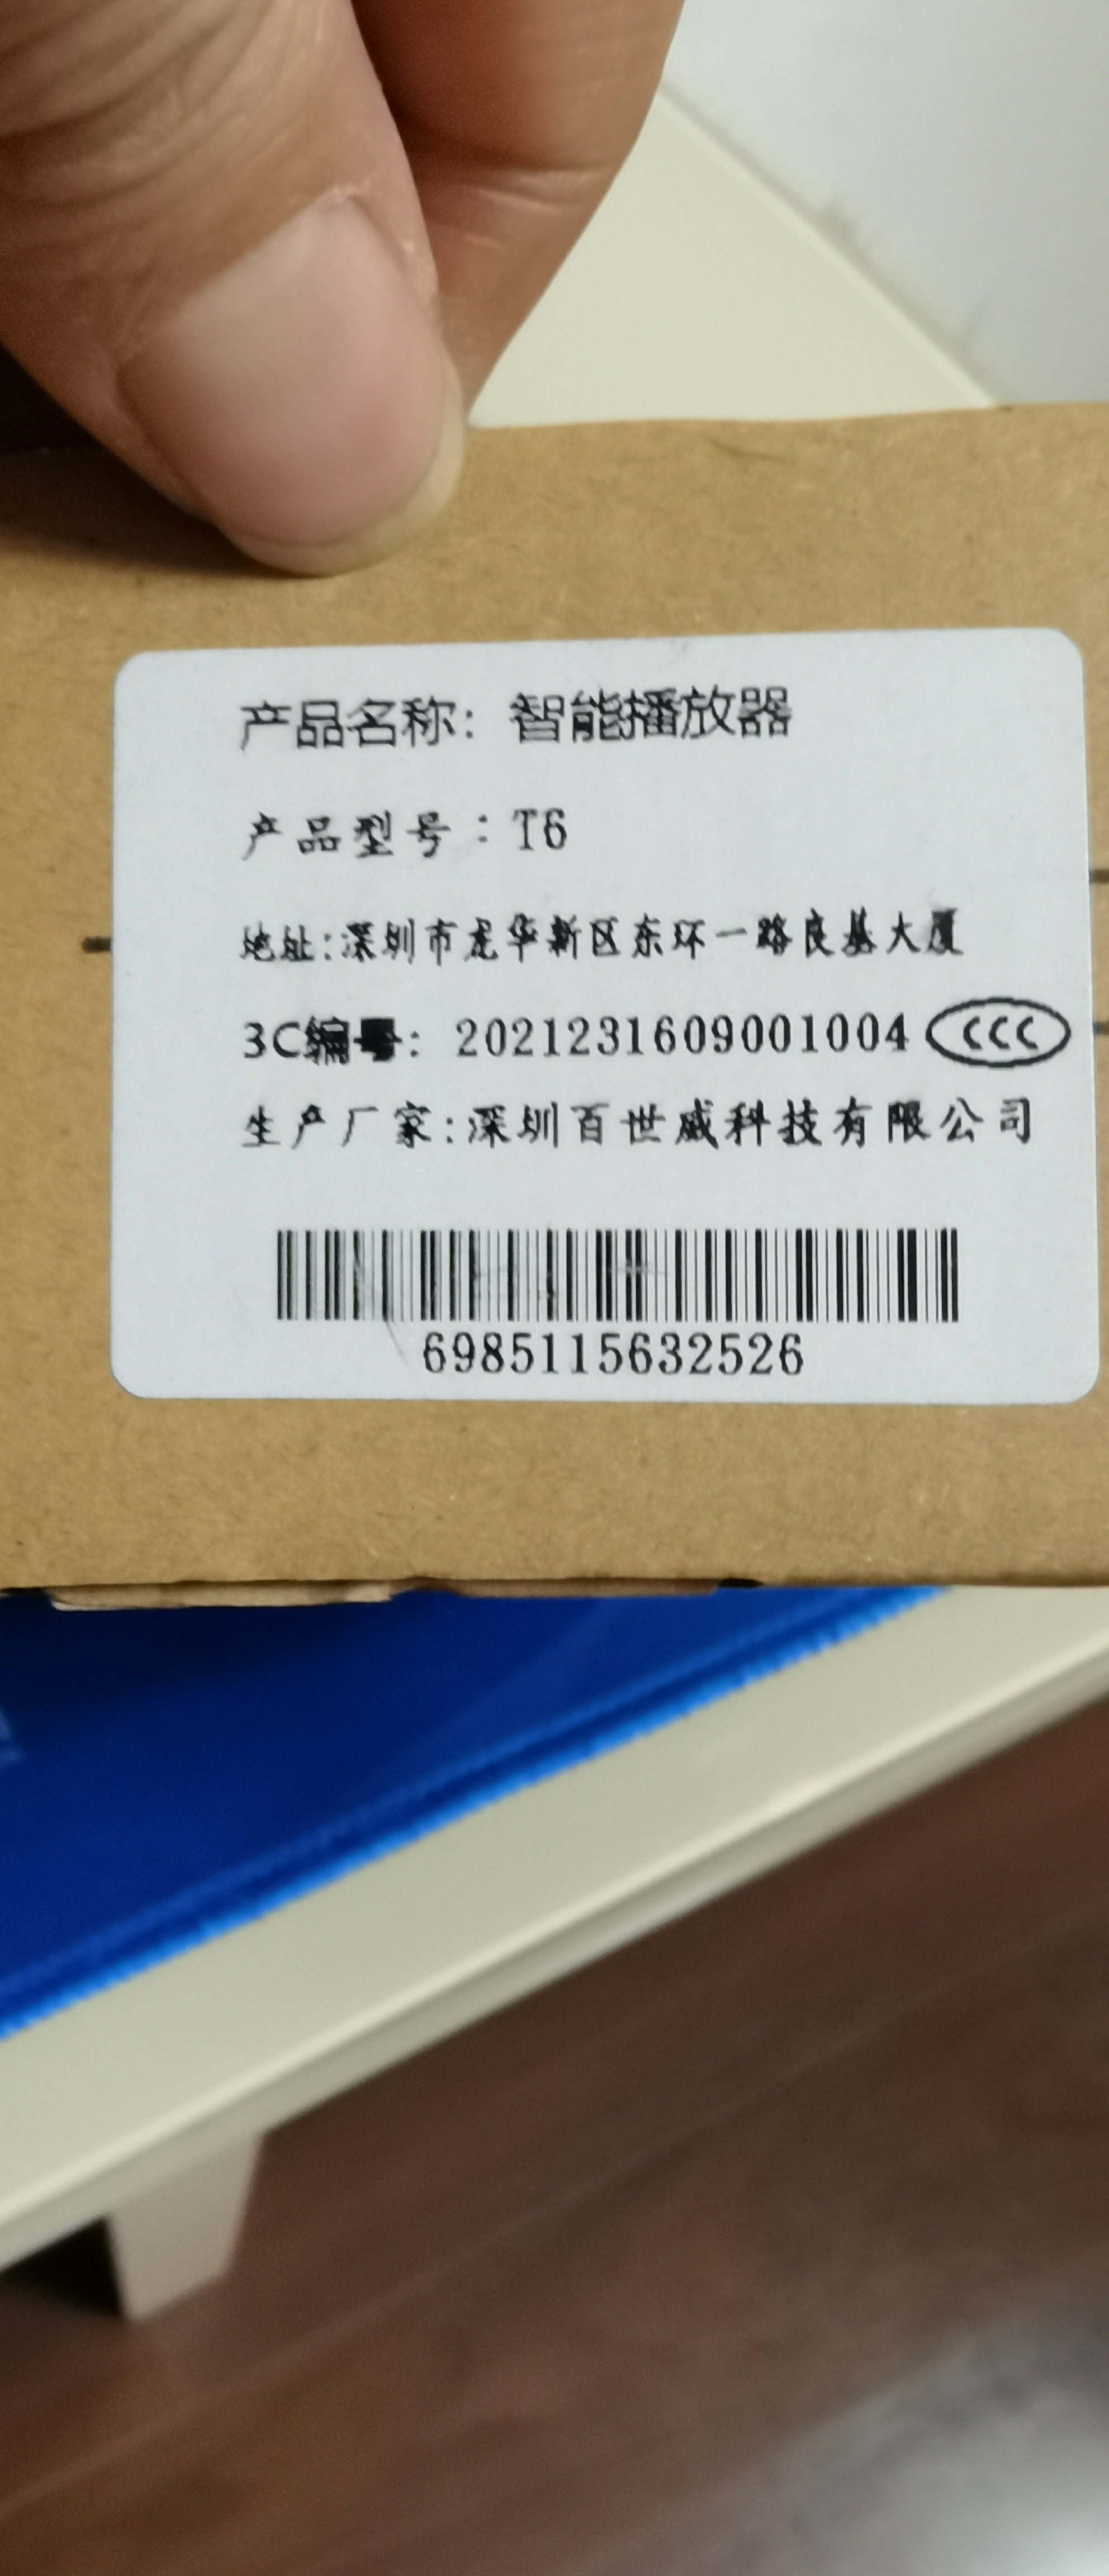 产品名称: 智能播放器
产品型号:T6
地址:深圳市龙华新区东环一路良基大厦
3C编号: 2021231609001004 CCC
生产厂家:深圳百世威科技有限公司
6985115632526